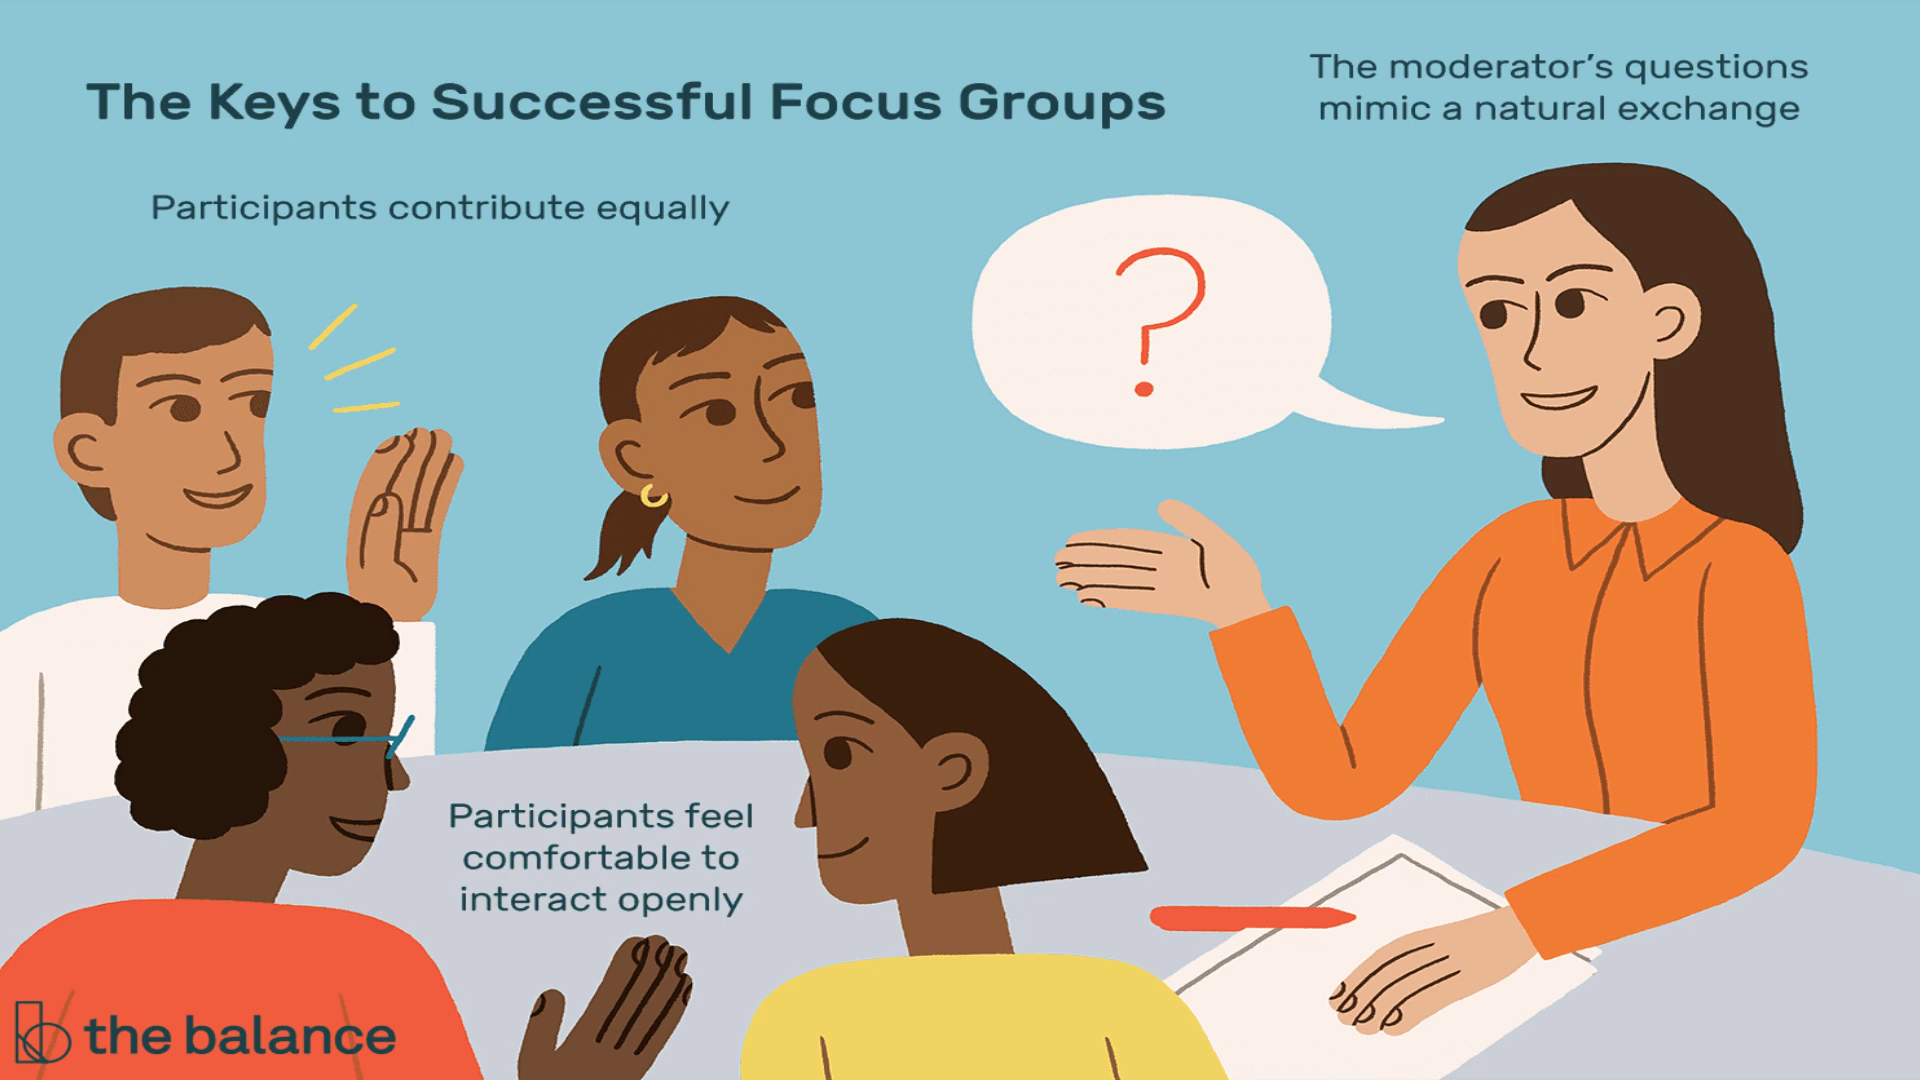 The Keys to Successful Focus Groups
The moderator’s questions
mimic a natural exchange
Participants contribute equally
?
Participants feel
comfortable to
interact openly
the balance